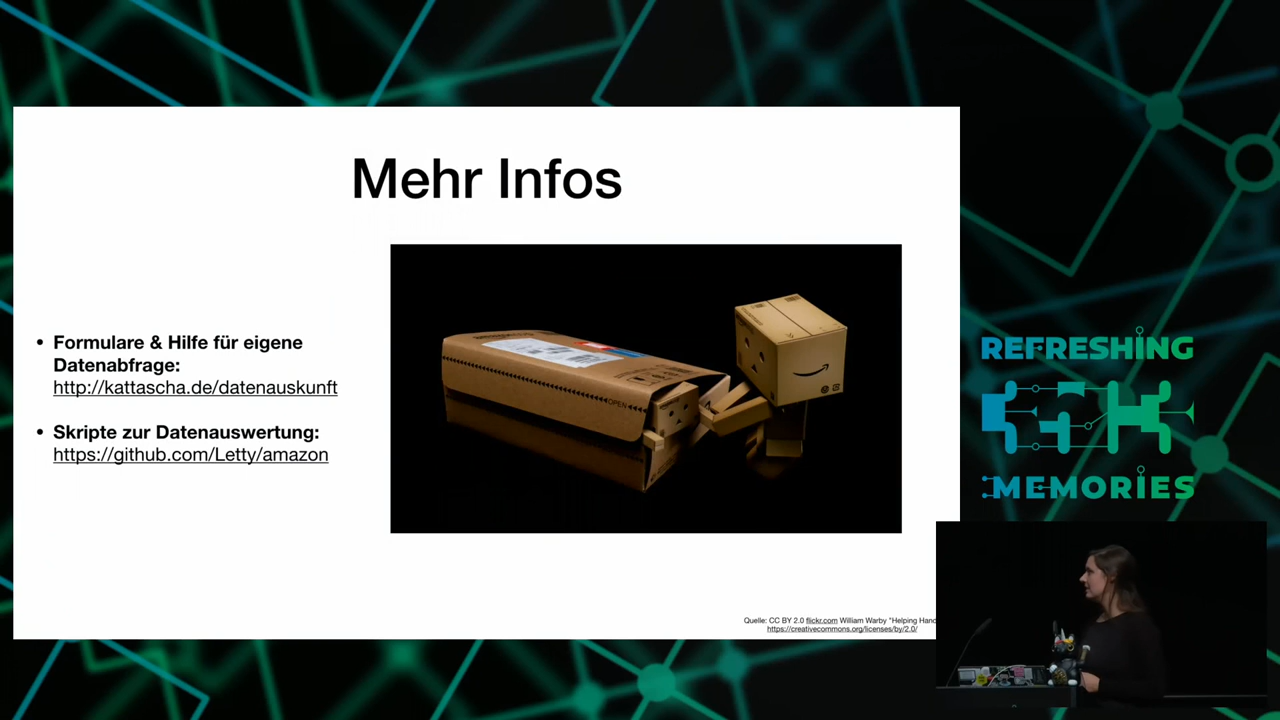 Mehr Infos
• Formulare & Hilfe für eigene
Datenabfrage:
http://kattascha.de/datenauskunft
• Skripte zur Datenauswertung:
https://github.com/Letty/amazon
OPEN
Quelle: CC BY 2.0 flickr.com William Warby "Helping Hand
https://creativecommons.org/licenses/by/2.0/
REFRESHING
MEMORIES